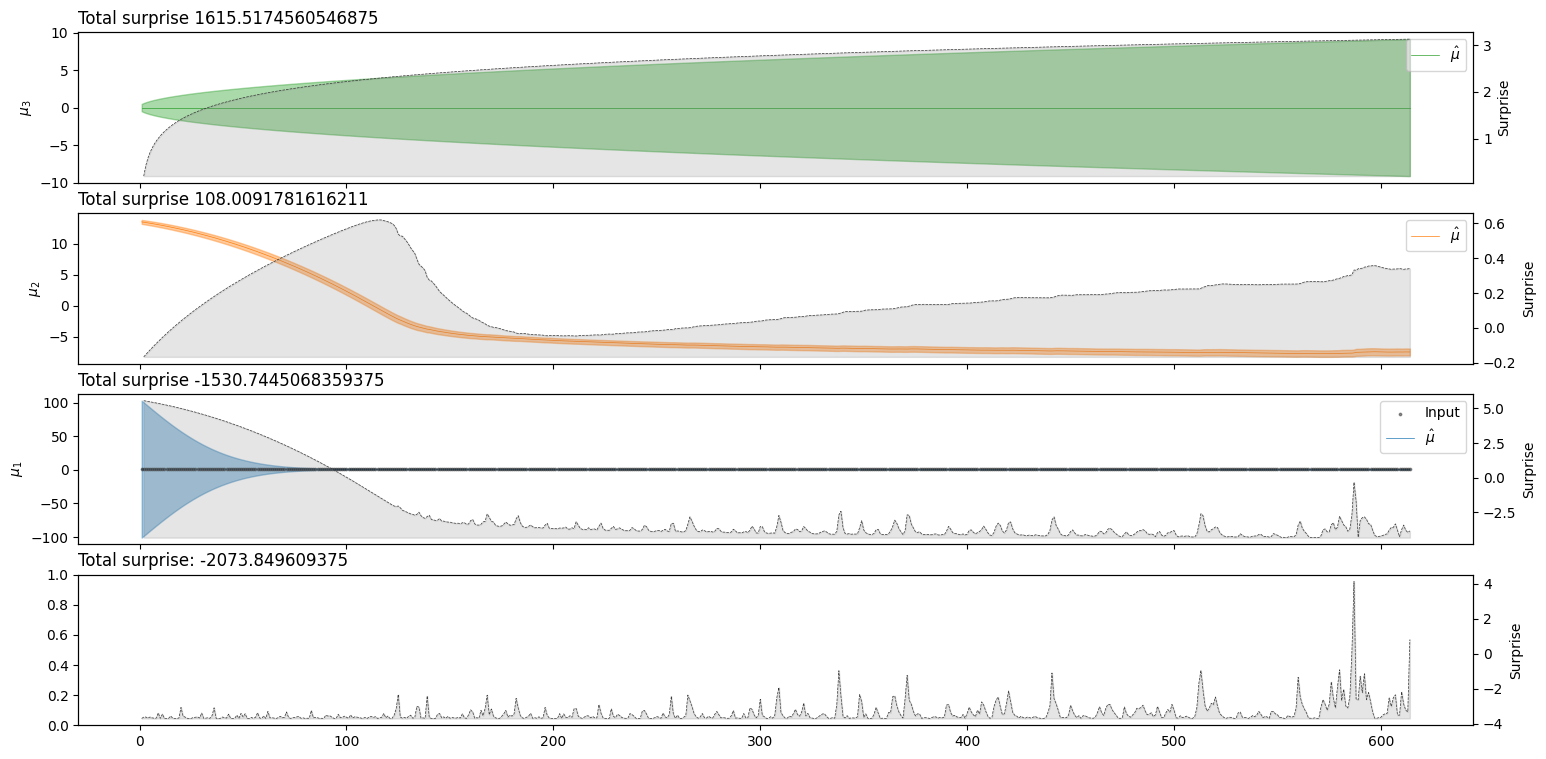 Total surprise 1615.5174560546875
10
5
0
−5
−10
μ3
μ̂
3
2
1
Surprise
Total surprise 108.0091781616211
10
5
0
−5
μ2
μ̂
0.6
0.4
0.2
0.0
−0.2
Surprise
Total surprise -1530.7445068359375
100
50
0
−50
−100
μ1
Input
μ̂
5.0
2.5
0.0
−2.5
Surprise
Total surprise: -2073.849609375
1.0
0.8
0.6
0.4
0.2
0.0
4
2
0
−2
−4
Surprise
0 100 200 300 400 500 600